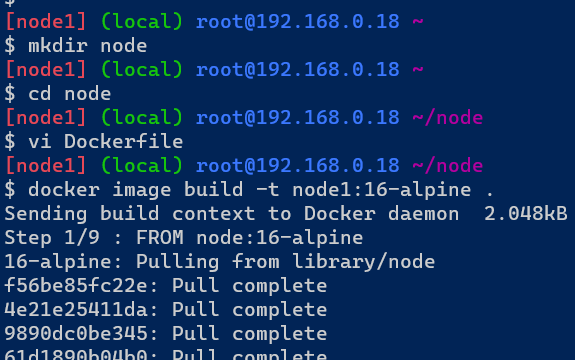 $
[node1] (local) root@192.168.0.18 ~
$ mkdir node
[node1] (local) root@192.168.0.18 ~
$ cd node
[node1] (local) root@192.168.0.18 ~/node
$ vi Dockerfile
[node1] (local) root@192.168.0.18 ~/node
$ docker image build -t node1:16-alpine .
Sending build context to Docker daemon  2.048kB
Step 1/9 : FROM node:16-alpine
16-alpine: Pulling from library/node
f56be85fc22e: Pull complete
4e21e25411da: Pull complete
9890dc0be345: Pull complete
61d1890b04b0: Pull complete